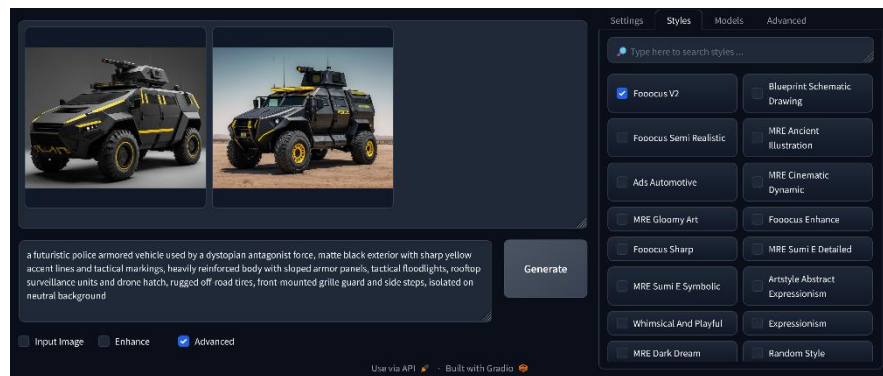 Settings
Styles
Models
Advanced
Type here to search styles ...
Fooocus V2
Blueprint Schematic
Drawing
Fooocus Semi Realistic
MRE Ancient
Illustration
Ads Automotive
MRE Cinematic
Dynamic
MRE Gloomy Art
Fooocus Enhance
Fooocus Sharp
MRE Sumi E Detailed
MRE Sumi E Symbolic
Artstyle Abstract
Expressionism
Whimsical And Playful
Expressionism
MRE Dark Dream
Random Style
a futuristic police armored vehicle used by a dystopian antagonist force, matte black exterior with sharp yellow
accent lines and tactical markings, heavily reinforced body with sloped armor panels, tactical floodlights, rooftop
surveillance units and drone hatch, rugged off-road tires, front-mounted grille guard and side steps, isolated on
neutral background
Generate
Input Image
Enhance
Advanced
Use via API
·
Built with Gradio